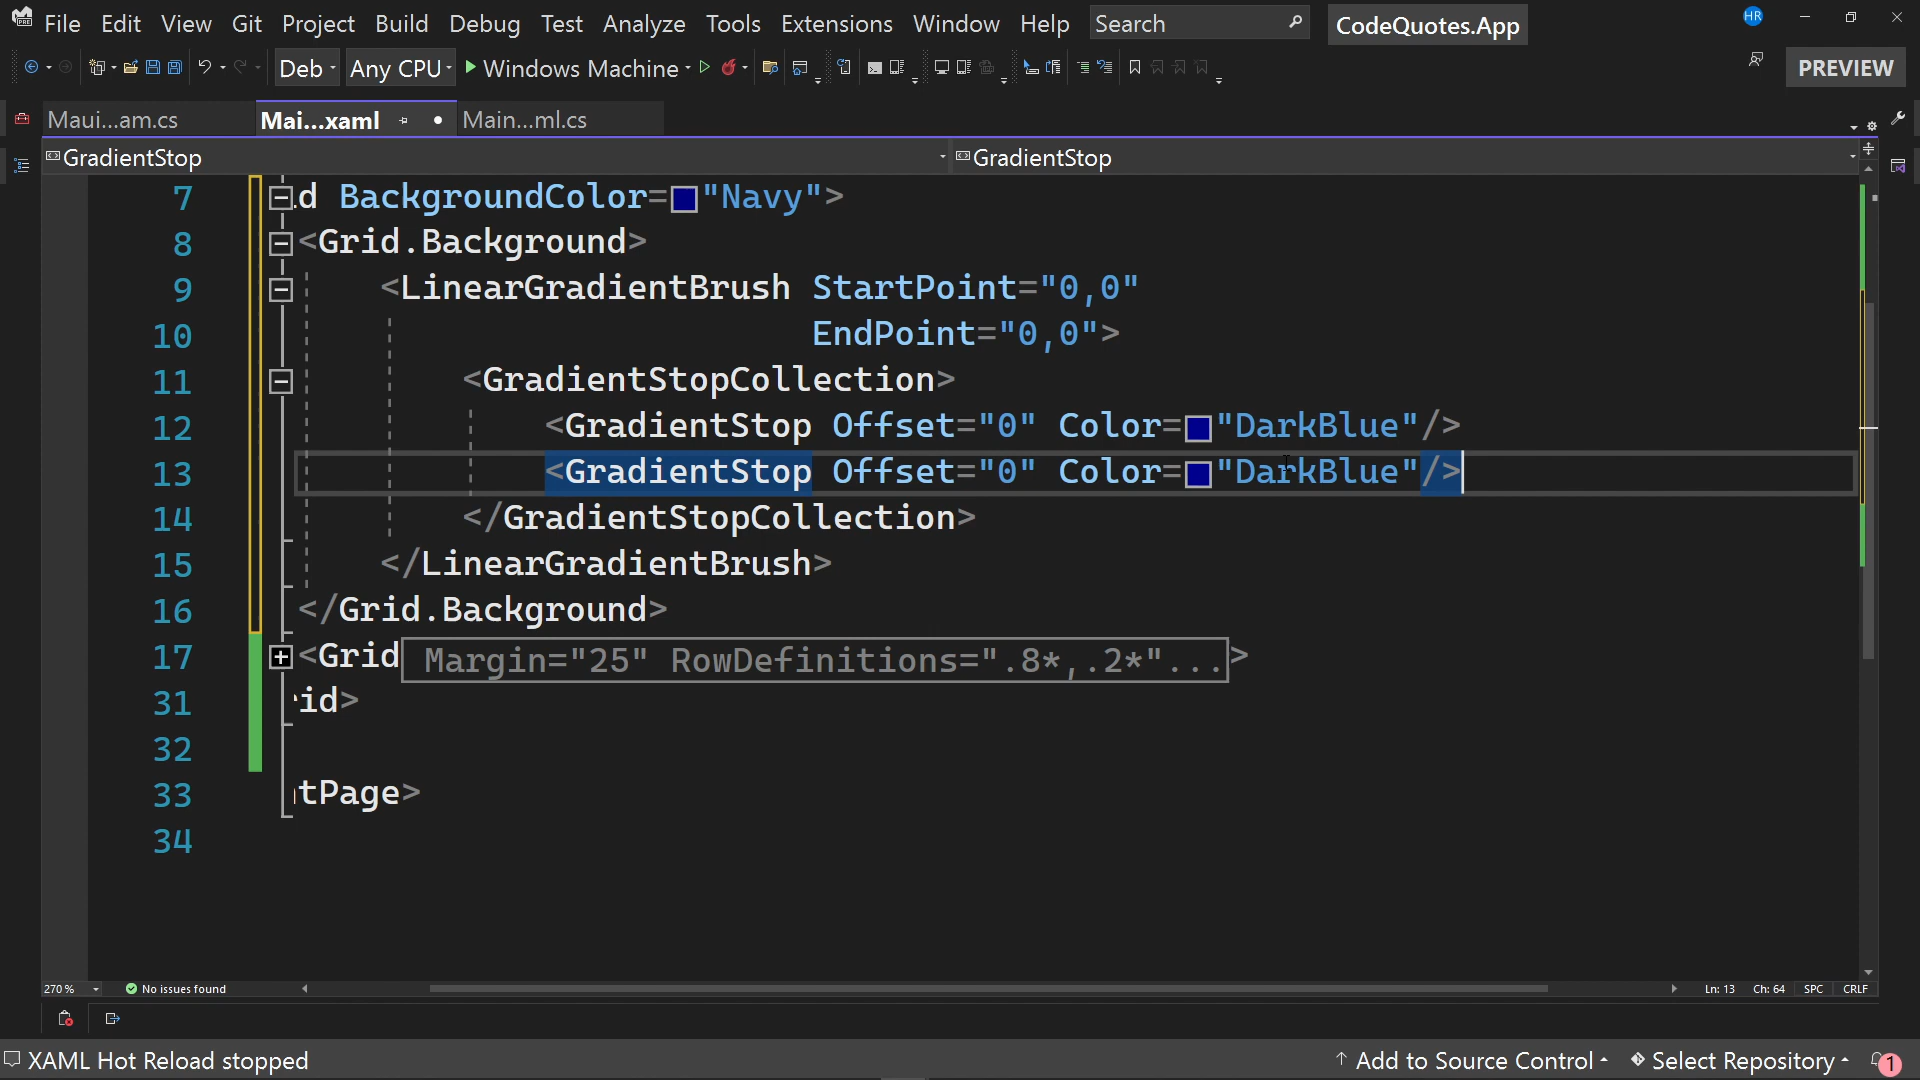 File Edit View Git Project Build Debug Test Analyze Tools Extensions Window Help Search CodeQuotes.App HR
Deb Any CPU Windows Machine PREVIEW
Maui...am.cs Mai...xaml Main...ml.cs
GradientStop GradientStop
7 d BackgroundColor="Navy">
8 <Grid.Background>
9 <LinearGradientBrush StartPoint="0,0"
10 EndPoint="0,0">
11 <GradientStopCollection>
12 <GradientStop Offset="0" Color="DarkBlue"/>
13 <GradientStop Offset="0" Color="DarkBlue"/>
14 </GradientStopCollection>
15 </LinearGradientBrush>
16 </Grid.Background>
17 <Grid Margin="25" RowDefinitions=".8*,.2*"...>
31 id>
32
33 tPage>
34
270 % No issues found Ln: 13 Ch: 64 SPC CRLF
XAML Hot Reload stopped Add to Source Control Select Repository 1